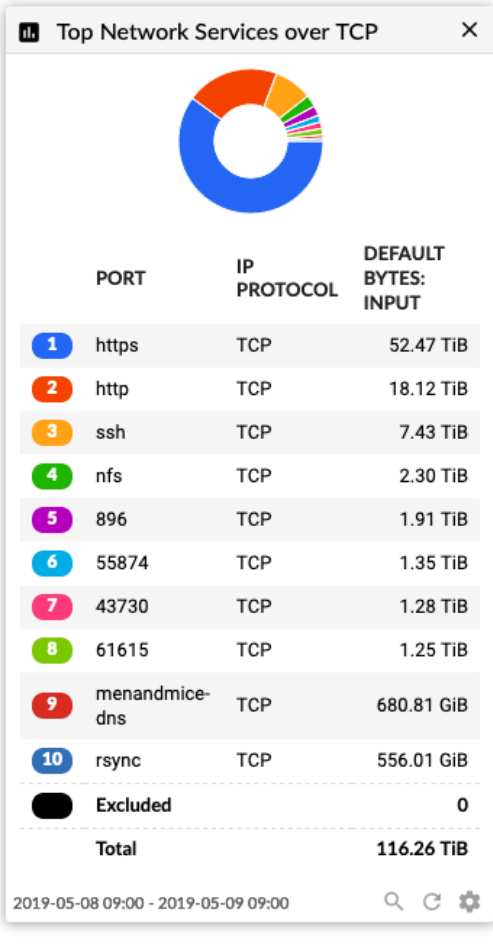 Top Network Services over TCP ×
PORT IP PROTOCOL DEFAULT BYTES: INPUT
1 https TCP 52.47 TiB
2 http TCP 18.12 TiB
3 ssh TCP 7.43 TiB
4 nfs TCP 2.30 TiB
5 896 TCP 1.91 TiB
6 55874 TCP 1.35 TiB
7 43730 TCP 1.28 TiB
8 61615 TCP 1.25 TiB
9 menandmice-dns TCP 680.81 GiB
10 rsync TCP 556.01 GiB
Excluded 0
Total 116.26 TiB
2019-05-08 09:00 - 2019-05-09 09:00